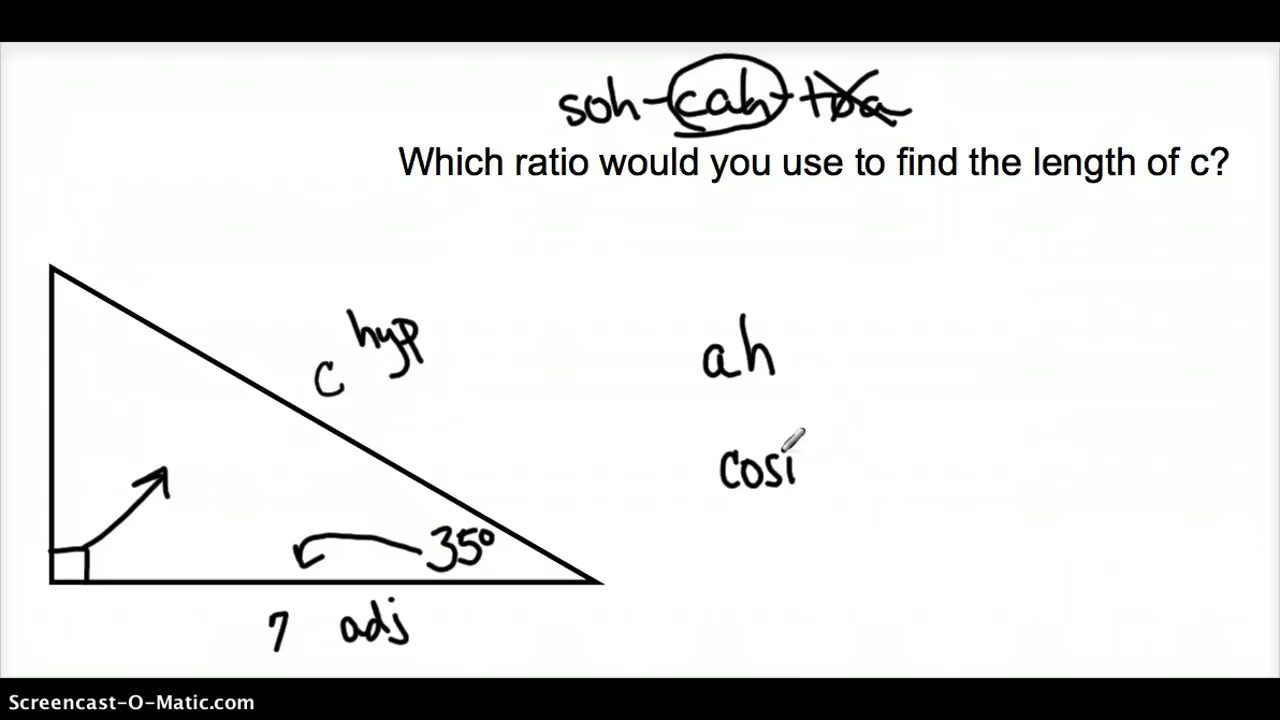 soh-cah-toa
Which ratio would you use to find the length of c?
hyp
c
ah
cosi
35°
7 adj
Screencast-O-Matic.com